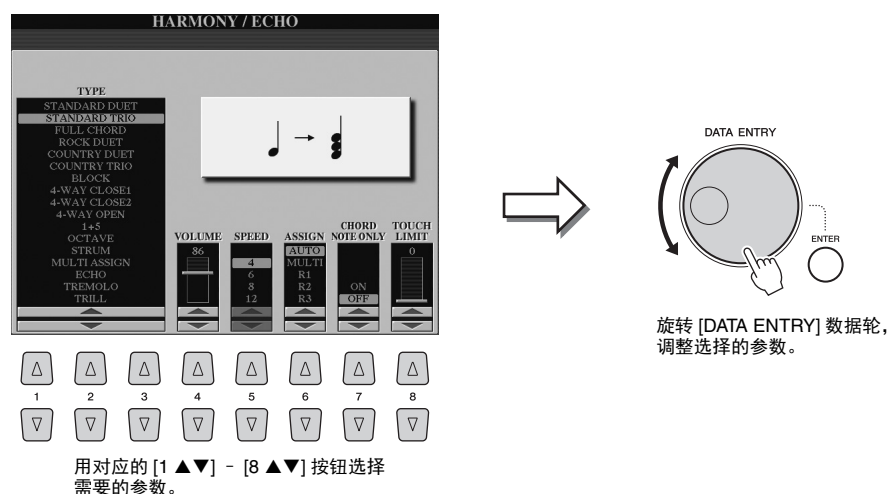 HARMONY / ECHO
TYPE
STANDARD DUET
STANDARD TRIO
FULL CHORD
ROCK DUET
COUNTRY DUET
COUNTRY TRIO
BLOCK
4-WAY CLOSE1
4-WAY CLOSE2
4-WAY OPEN
1+5
OCTAVE
STRUM
MULTI ASSIGN
ECHO
TREMOLO
TRILL
VOLUME
86
SPEED
4
6
8
12
ASSIGN
AUTO
MULTI
R1
R2
R3
CHORD
NOTE ONLY
ON
OFF
TOUCH
LIMIT
0
1 2 3 4 5 6 7 8
用对应的 [1 ▲▼] – [8 ▲▼] 按钮选择
需要的参数。
DATA ENTRY
ENTER
旋转 [DATA ENTRY] 数据轮，
调整选择的参数。